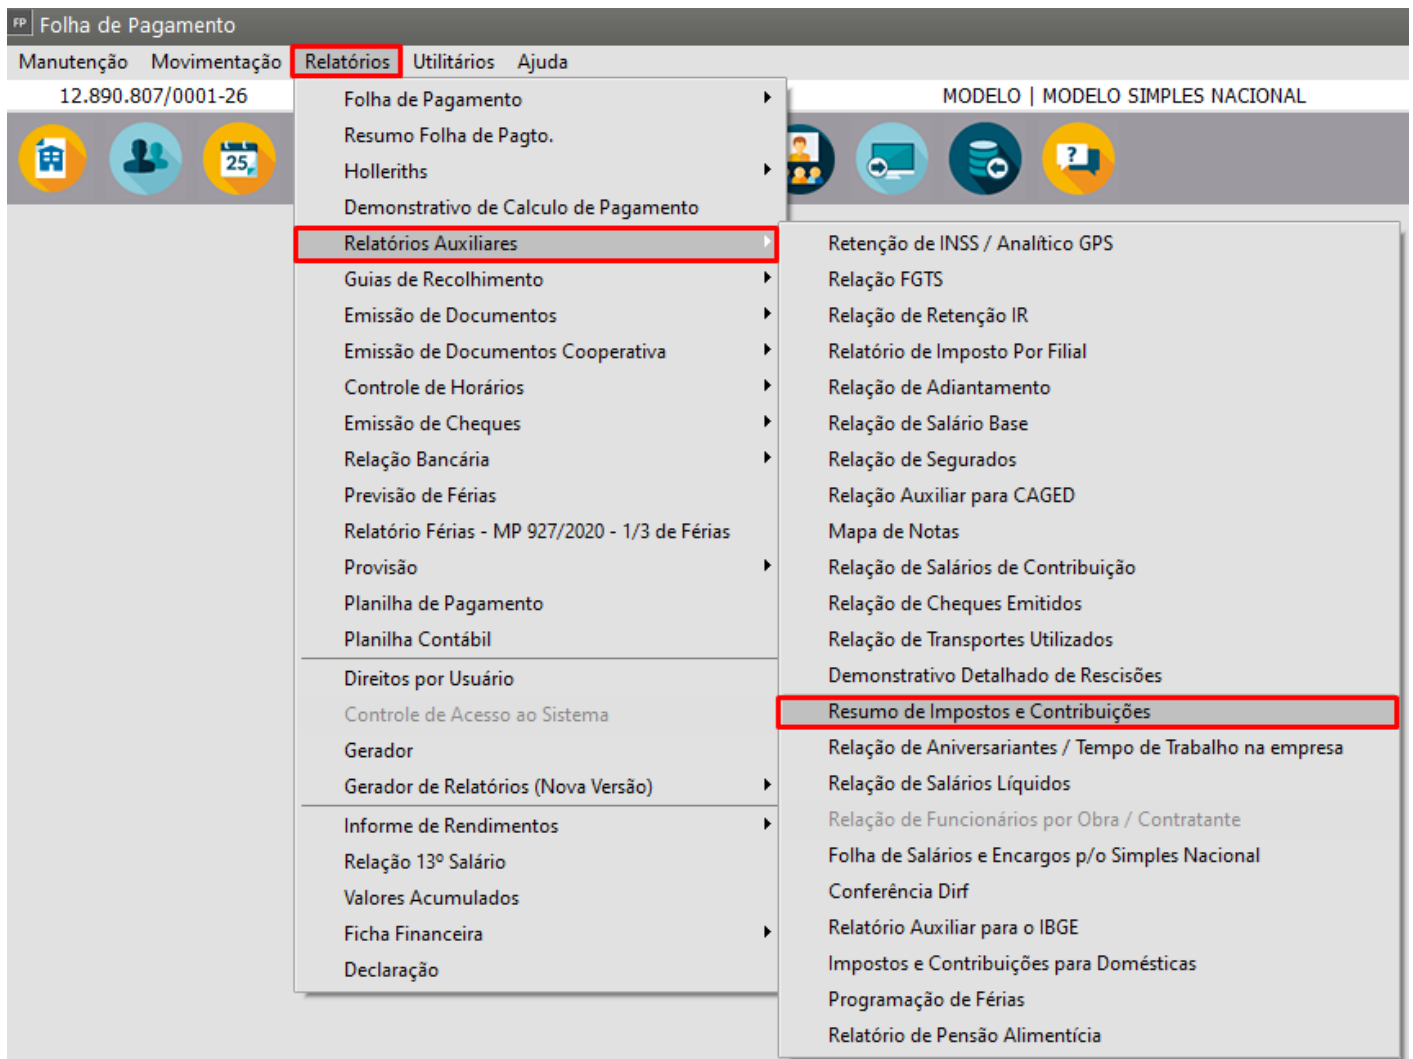 FP Folha de Pagamento
Manutenção Movimentação Relatórios Utilitários Ajuda
12.890.807/0001-26 MODELO | MODELO SIMPLES NACIONAL
25
?
Folha de Pagamento
Resumo Folha de Pagto.
Holleriths
Demonstrativo de Calculo de Pagamento
Relatórios Auxiliares
Guias de Recolhimento
Emissão de Documentos
Emissão de Documentos Cooperativa
Controle de Horários
Emissão de Cheques
Relação Bancária
Previsão de Férias
Relatório Férias - MP 927/2020 - 1/3 de Férias
Provisão
Planilha de Pagamento
Planilha Contábil
Direitos por Usuário
Controle de Acesso ao Sistema
Gerador
Gerador de Relatórios (Nova Versão)
Informe de Rendimentos
Relação 13º Salário
Valores Acumulados
Ficha Financeira
Declaração
Retenção de INSS / Analítico GPS
Relação FGTS
Relação de Retenção IR
Relatório de Imposto Por Filial
Relação de Adiantamento
Relação de Salário Base
Relação de Segurados
Relação Auxiliar para CAGED
Mapa de Notas
Relação de Salários de Contribuição
Relação de Cheques Emitidos
Relação de Transportes Utilizados
Demonstrativo Detalhado de Rescisões
Resumo de Impostos e Contribuições
Relação de Aniversariantes / Tempo de Trabalho na empresa
Relação de Salários Líquidos
Relação de Funcionários por Obra / Contratante
Folha de Salários e Encargos p/o Simples Nacional
Conferência Dirf
Relatório Auxiliar para o IBGE
Impostos e Contribuições para Domésticas
Programação de Férias
Relatório de Pensão Alimentícia